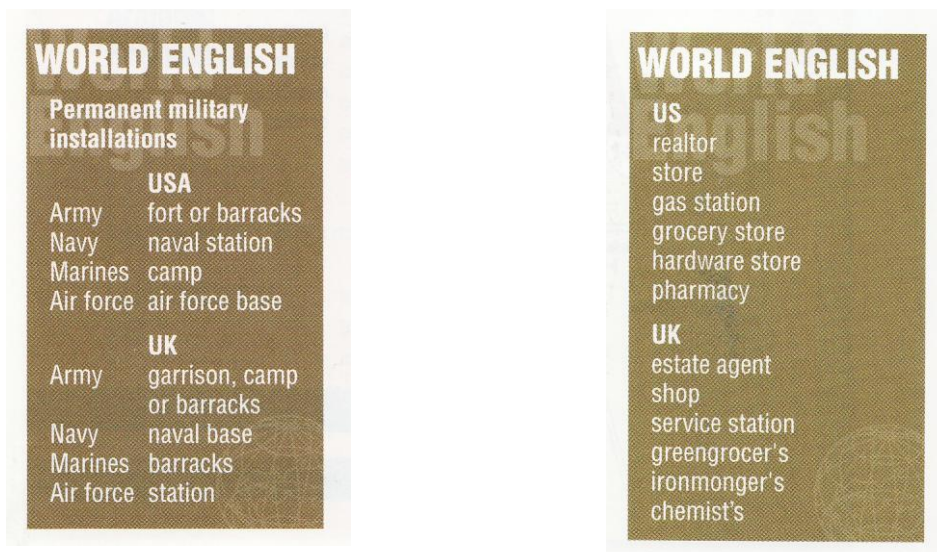 WORLD ENGLISH
Permanent military
installations
USA
Army fort or barracks
Navy naval station
Marines camp
Air force air force base
UK
Army garrison, camp
or barracks
Navy naval base
Marines barracks
Air force station
WORLD ENGLISH
US
realtor
store
gas station
grocery store
hardware store
pharmacy
UK
estate agent
shop
service station
greengrocer's
ironmonger's
chemist's
World
English